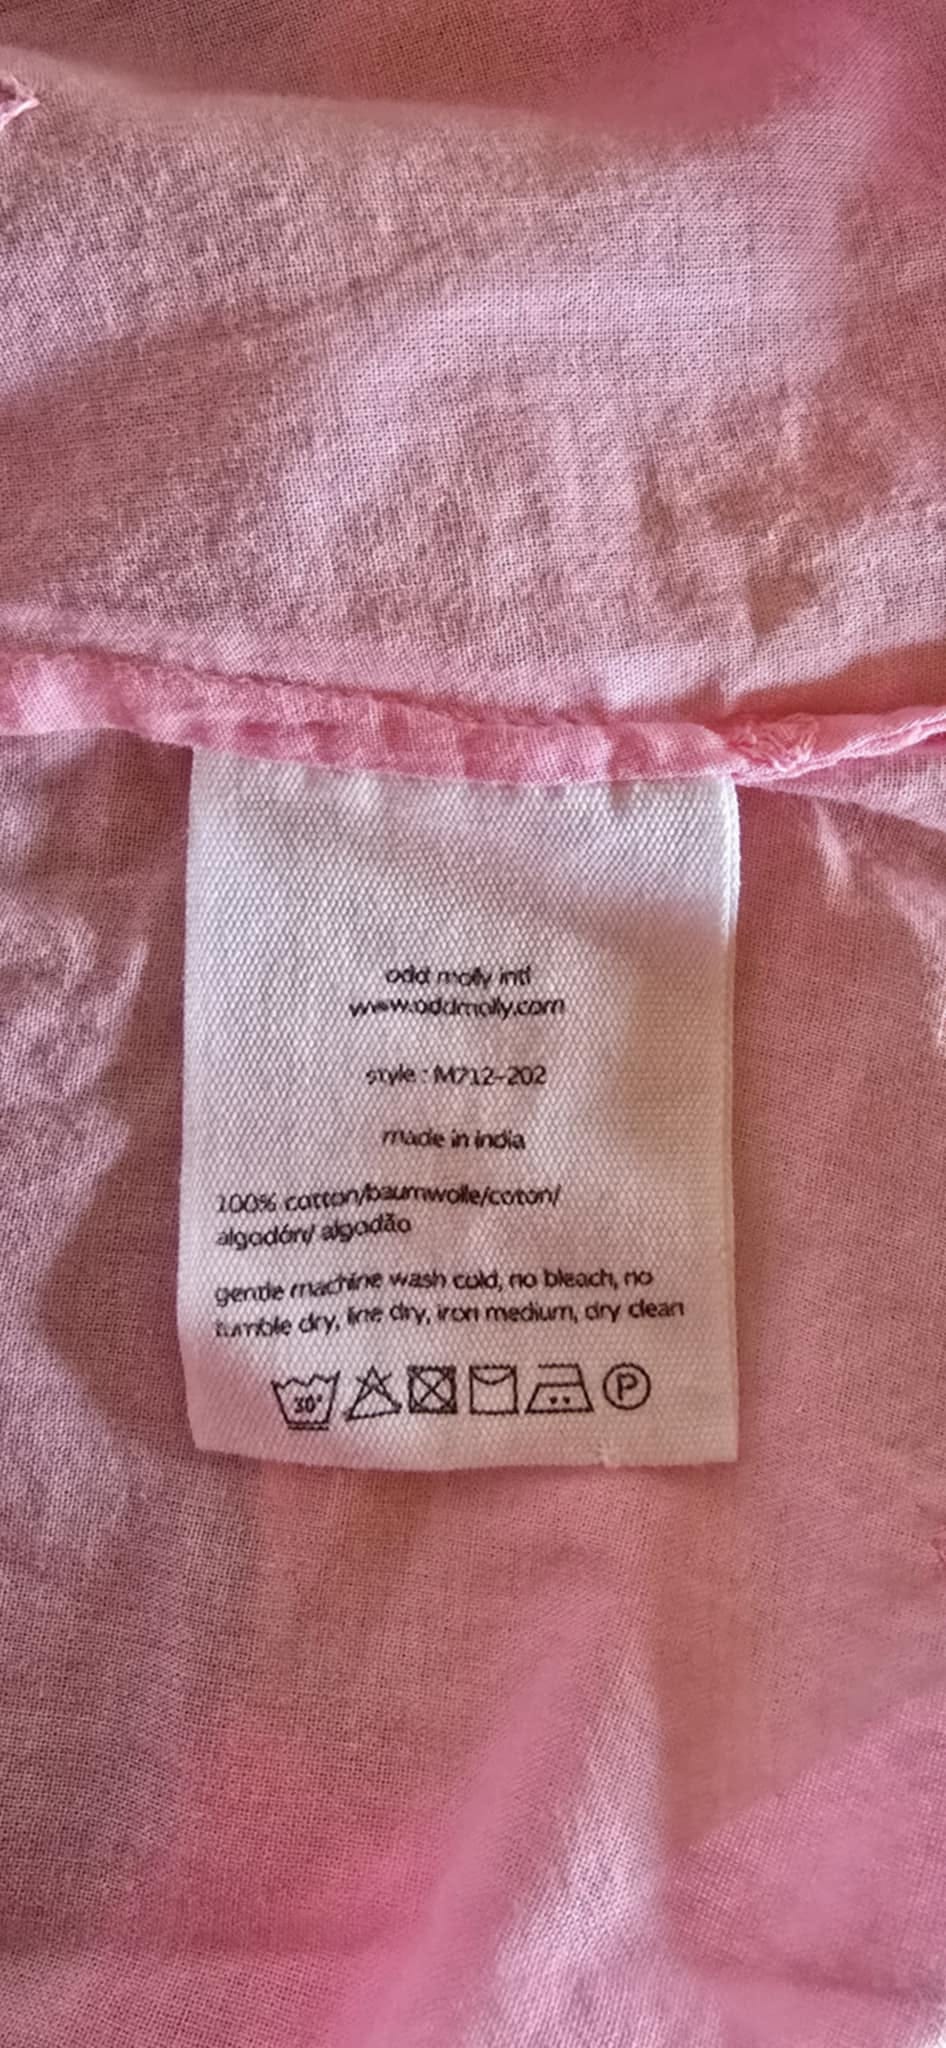 odd molly intl
www.oddmolly.com
style : M712-202
made in india
100% cotton/baumwolle/coton/
algodón/ algodão
gentle machine wash cold, no bleach, no
tumble dry, line dry, iron medium, dry clean
30°
P